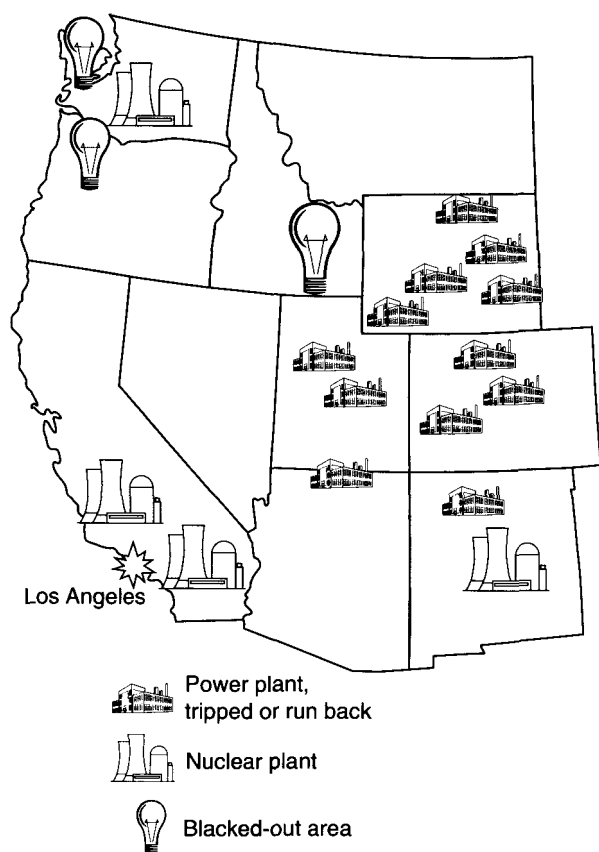 Los Angeles
Power plant,
tripped or run back
Nuclear plant
Blacked-out area